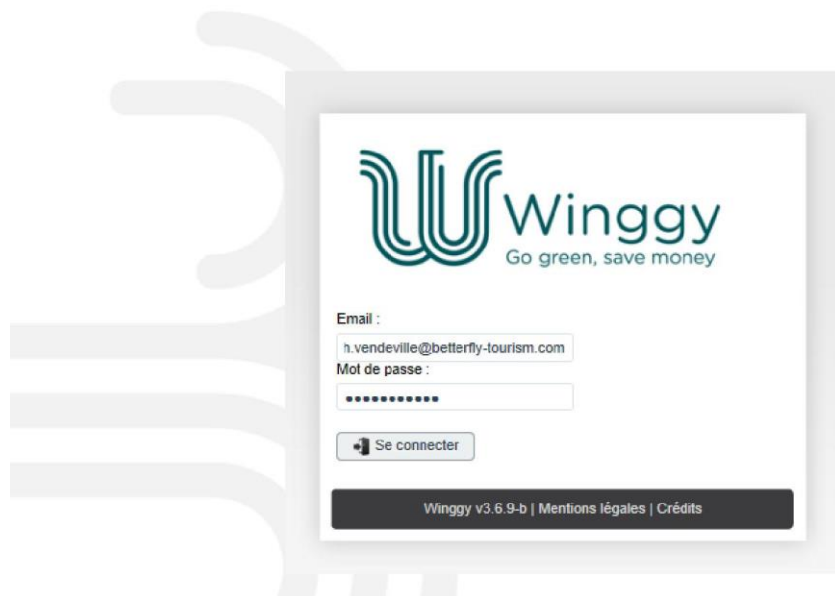 Winggy
Go green, save money
Email :
h.vendeville@betterfly-tourism.com
Mot de passe :
•••••••••••
Se connecter
Winggy v3.6.9-b | Mentions légales | Crédits